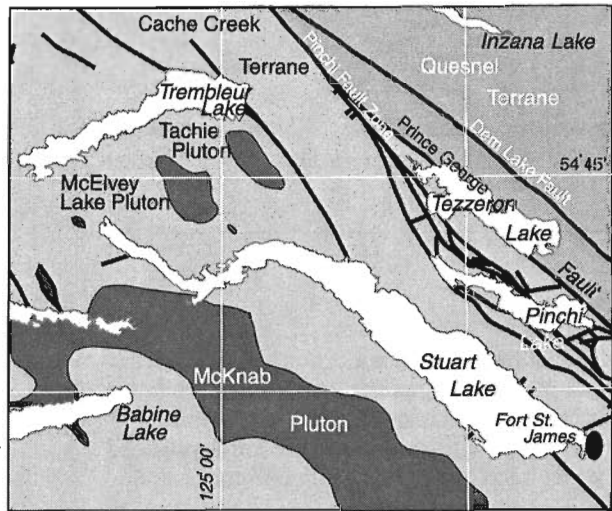 Cache Creek
Terrane
Inzana Lake
Quesnel
Terrane
Pinchi Fault Zone
Trembleur
Lake
Tachie
Pluton
Prince George
Dem Lake Fault
54°45'
McElvey
Lake Pluton
Tezzeron
Lake
Fault
Pinchi
Lake
McKnab
Pluton
Stuart
Lake
Fort St.
James
Babine
Lake
125°00'